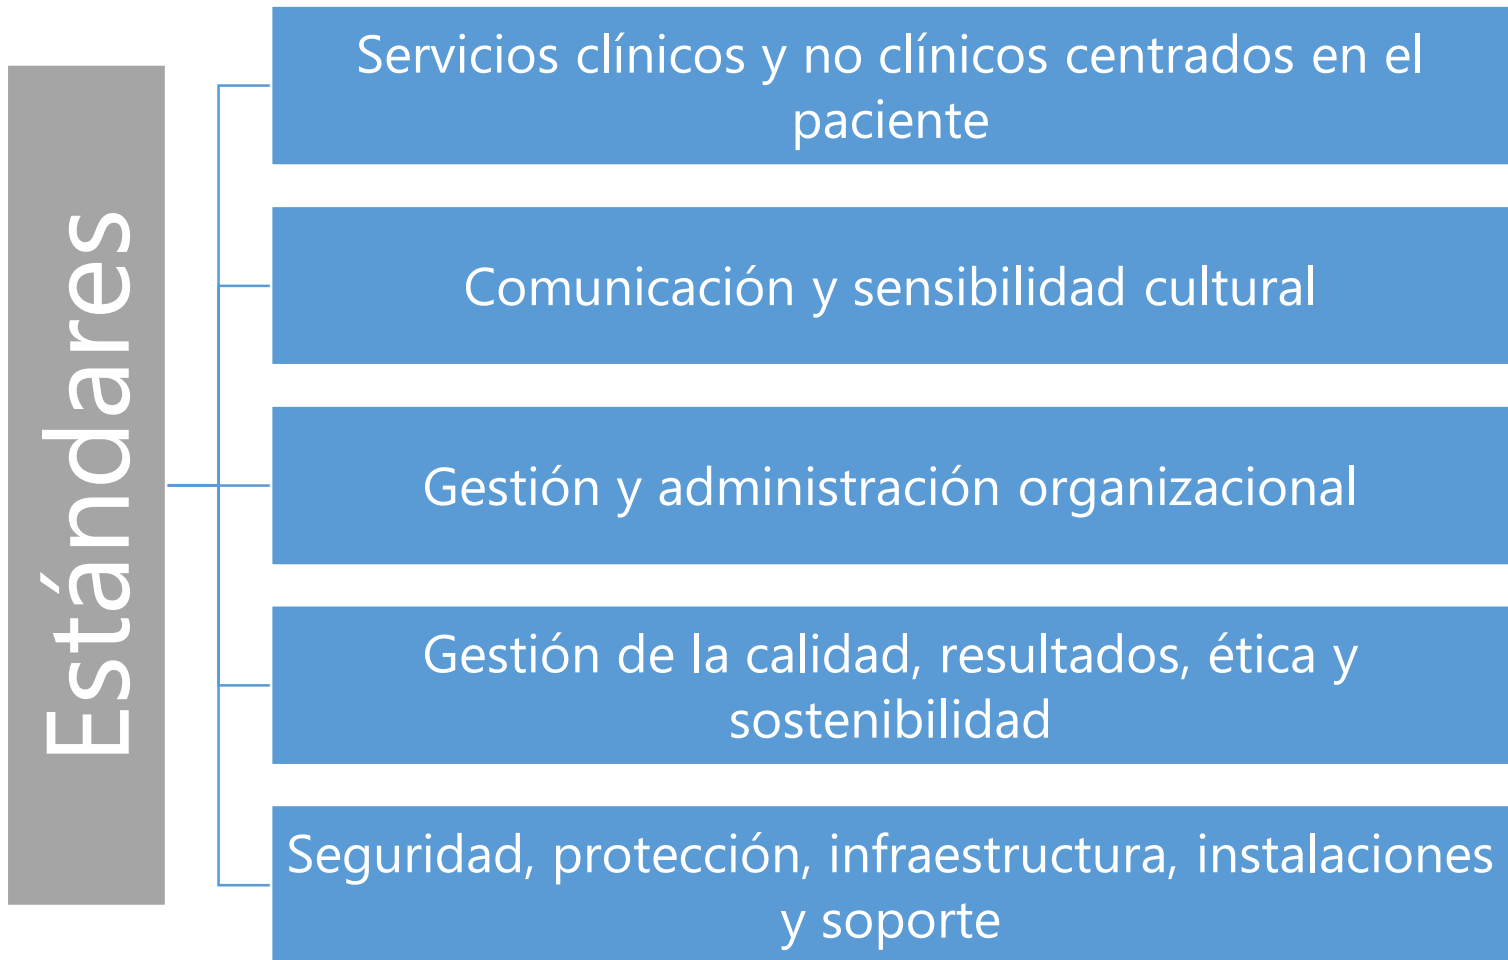 Estándares
Servicios clínicos y no clínicos centrados en el
paciente
Comunicación y sensibilidad cultural
Gestión y administración organizacional
Gestión de la calidad, resultados, ética y
sostenibilidad
Seguridad, protección, infraestructura, instalaciones
y soporte